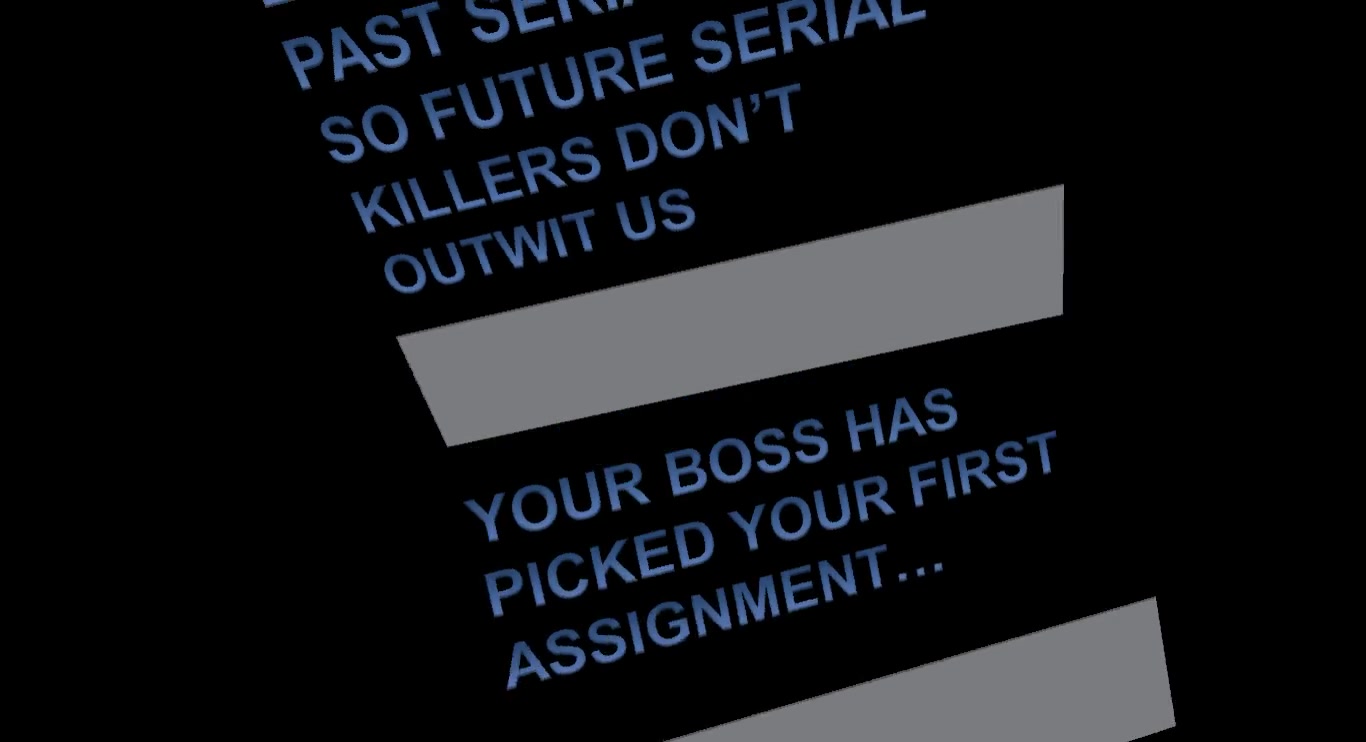 PAST
SO FUTURE SERIAL
KILLERS DON’T
OUTWIT US
YOUR BOSS HAS
PICKED YOUR FIRST
ASSIGNMENT…